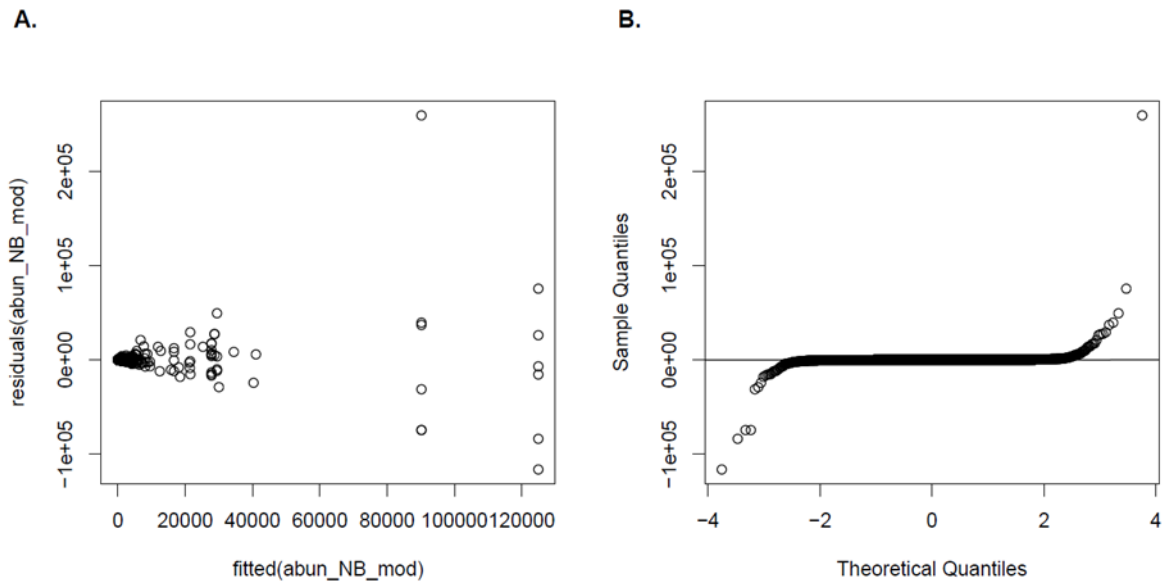 A.
residuals(abun_NB_mod)
2e+05
1e+05
0e+00
−1e+05
0 20000 40000 60000 80000 100000 120000
fitted(abun_NB_mod)
B.
Sample Quantiles
2e+05
1e+05
0e+00
−1e+05
−4 −2 0 2 4
Theoretical Quantiles